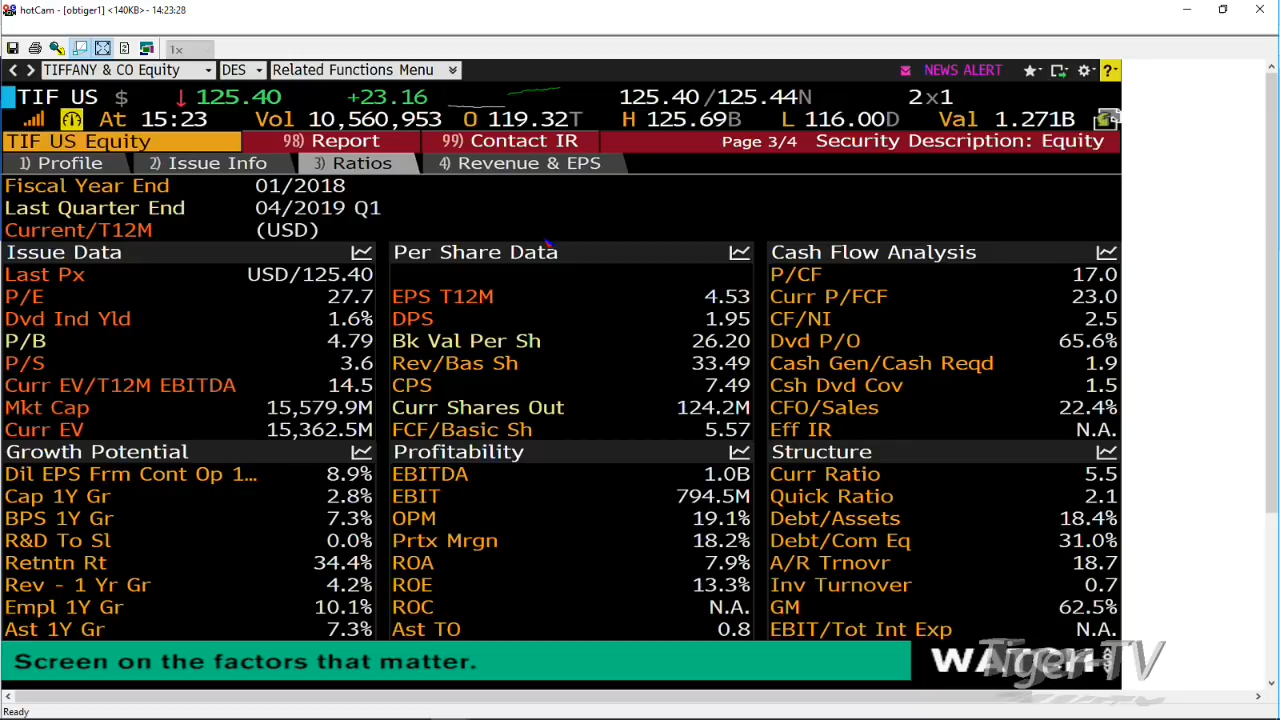 hotCam - [obtiger1] <140KB> - 14:23:28
1x
TIFFANY & CO Equity DES Related Functions Menu NEWS ALERT ?
TIF US $ ↓ 125.40 +23.16 125.40 /125.44N 2x1
At 15:23 Vol 10,560,953 O 119.32T H 125.69B L 116.00D Val 1.271B
TIF US Equity 98) Report 99) Contact IR Page 3/4 Security Description: Equity
1) Profile 2) Issue Info 3) Ratios 4) Revenue & EPS
Fiscal Year End 01/2018
Last Quarter End 04/2019 Q1
Current/T12M (USD)
Issue Data Per Share Data Cash Flow Analysis
Last Px USD/125.40 P/CF 17.0
P/E 27.7 EPS T12M 4.53 Curr P/FCF 23.0
Dvd Ind Yld 1.6% DPS 1.95 CF/NI 2.5
P/B 4.79 Bk Val Per Sh 26.20 Dvd P/O 65.6%
P/S 3.6 Rev/Bas Sh 33.49 Cash Gen/Cash Reqd 1.9
Curr EV/T12M EBITDA 14.5 CPS 7.49 Csh Dvd Cov 1.5
Mkt Cap 15,579.9M Curr Shares Out 124.2M CFO/Sales 22.4%
Curr EV 15,362.5M FCF/Basic Sh 5.57 Eff IR N.A.
Growth Potential Profitability Structure
Dil EPS Frm Cont Op 1... 8.9% EBITDA 1.0B Curr Ratio 5.5
Cap 1Y Gr 2.8% EBIT 794.5M Quick Ratio 2.1
BPS 1Y Gr 7.3% OPM 19.1% Debt/Assets 18.4%
R&D To Sl 0.0% Prtx Mrgn 18.2% Debt/Com Eq 31.0%
Retntn Rt 34.4% ROA 7.9% A/R Trnovr 18.7
Rev - 1 Yr Gr 4.2% ROE 13.3% Inv Turnover 0.7
Empl 1Y Gr 10.1% ROC N.A. GM 62.5%
Ast 1Y Gr 7.3% Ast TO 0.8 EBIT/Tot Int Exp N.A.
Screen on the factors that matter. WATCH
Tiger-TV
Ready